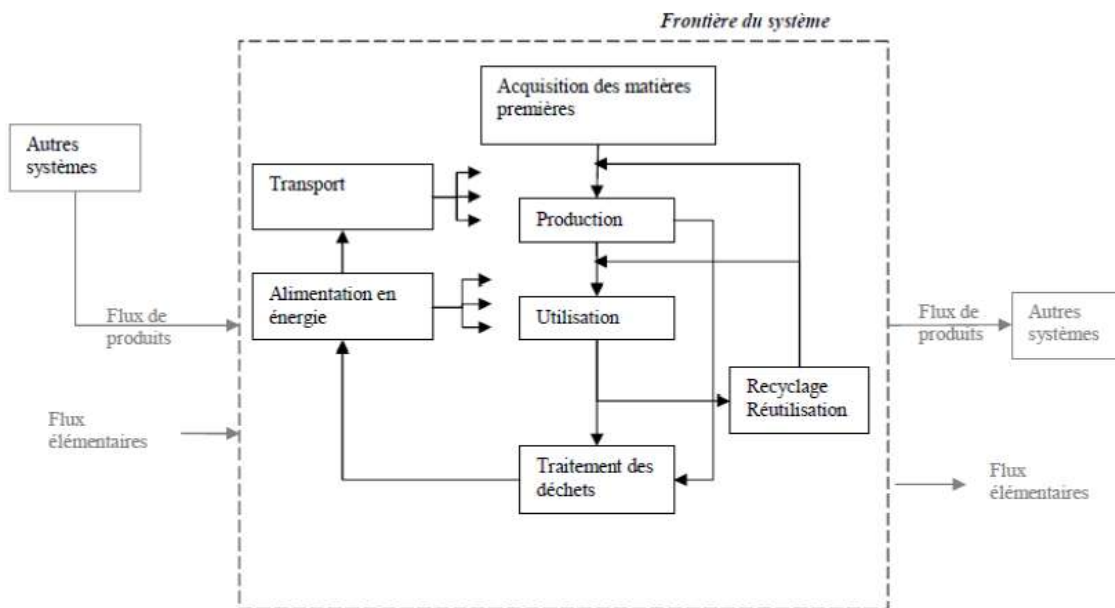 Frontière du système
Acquisition des matières
premières
Autres
systèmes
Transport
Production
Alimentation en
énergie
Utilisation
Flux de
produits
Flux de
produits
Autres
systèmes
Recyclage
Réutilisation
Flux
élémentaires
Traitement des
déchets
Flux
élémentaires